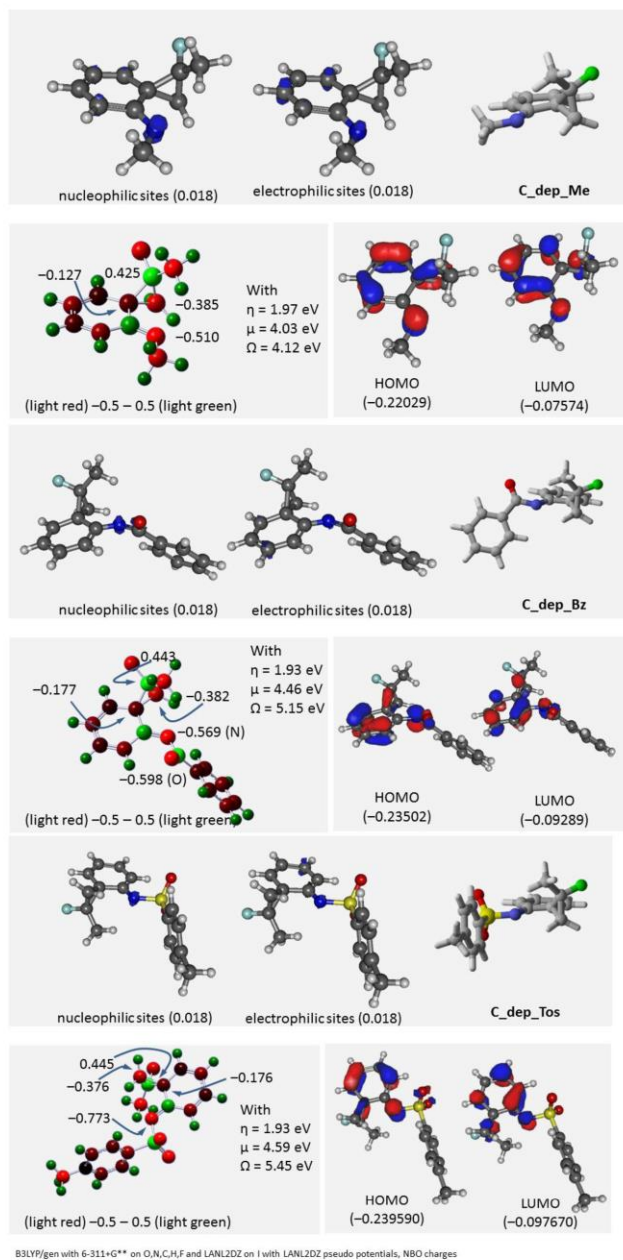 nucleophilic sites (0.018)
electrophilic sites (0.018)
C_dep_Me
−0.127
0.425
−0.385
−0.510
With
η = 1.97 eV
μ = 4.03 eV
Ω = 4.12 eV
(light red) −0.5 – 0.5 (light green)
HOMO
(−0.22029)
LUMO
(−0.07574)
nucleophilic sites (0.018)
electrophilic sites (0.018)
C_dep_Bz
0.443
−0.177
−0.382
−0.569 (N)
−0.598 (O)
With
η = 1.93 eV
μ = 4.46 eV
Ω = 5.15 eV
(light red) −0.5 – 0.5 (light green)
HOMO
(−0.23502)
LUMO
(−0.09289)
nucleophilic sites (0.018)
electrophilic sites (0.018)
C_dep_Tos
0.445
−0.376
−0.176
−0.773
With
η = 1.93 eV
μ = 4.59 eV
Ω = 5.45 eV
(light red) −0.5 – 0.5 (light green)
HOMO
(−0.239590)
LUMO
(−0.097670)
B3LYP/gen with 6-311+G** on O,N,C,H,F and LANL2DZ on I with LANL2DZ pseudo potentials, NBO charges